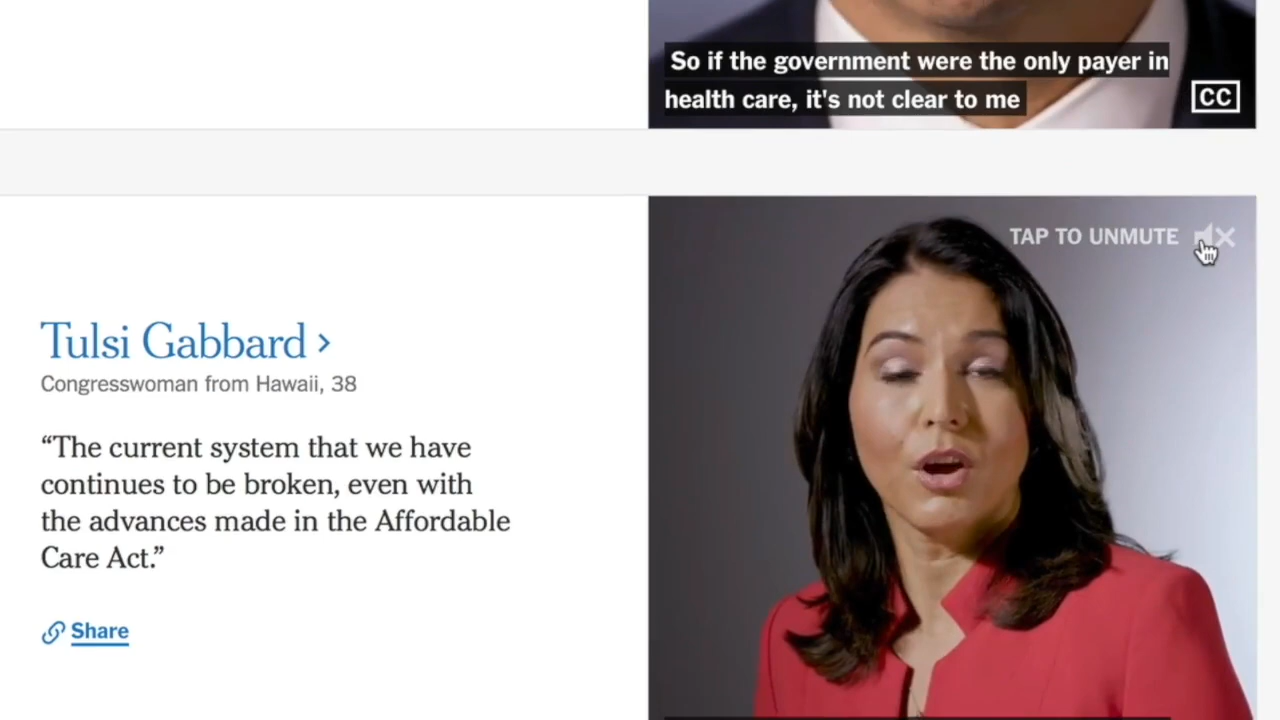 So if the government were the only payer in
health care, it's not clear to me
CC
TAP TO UNMUTE
Tulsi Gabbard ›
Congresswoman from Hawaii, 38
“The current system that we have
continues to be broken, even with
the advances made in the Affordable
Care Act.”
Share